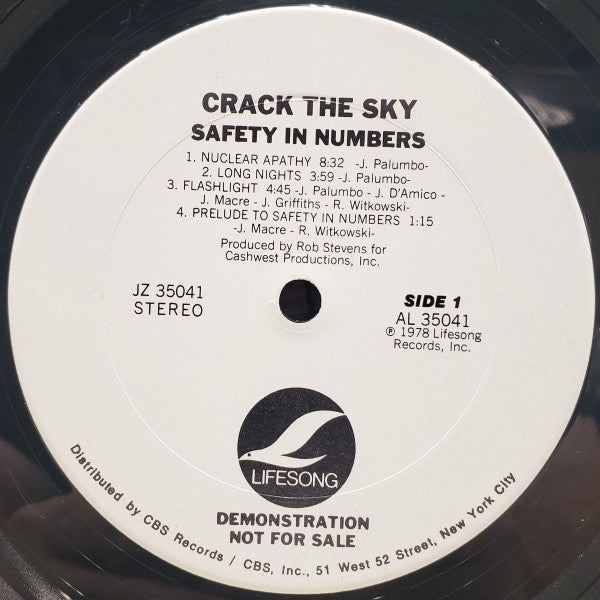 CRACK THE SKY
SAFETY IN NUMBERS
1. NUCLEAR APATHY 8:32 -J. Palumbo-
2. LONG NIGHTS 3:59 -J. Palumbo-
3. FLASHLIGHT 4:45 -J. Palumbo - J. D'Amico -
J. Macre - J. Griffiths - R. Witkowski-
4. PRELUDE TO SAFETY IN NUMBERS 1:15
-J. Macre - R. Witkowski-
Produced by Rob Stevens for
Cashwest Productions, Inc.
JZ 35041
STEREO
SIDE 1
AL 35041
℗ 1978 Lifesong
Records, Inc.
LIFESONG
DEMONSTRATION
NOT FOR SALE
Distributed by CBS Records / CBS, Inc., 51 West 52 Street, New York City